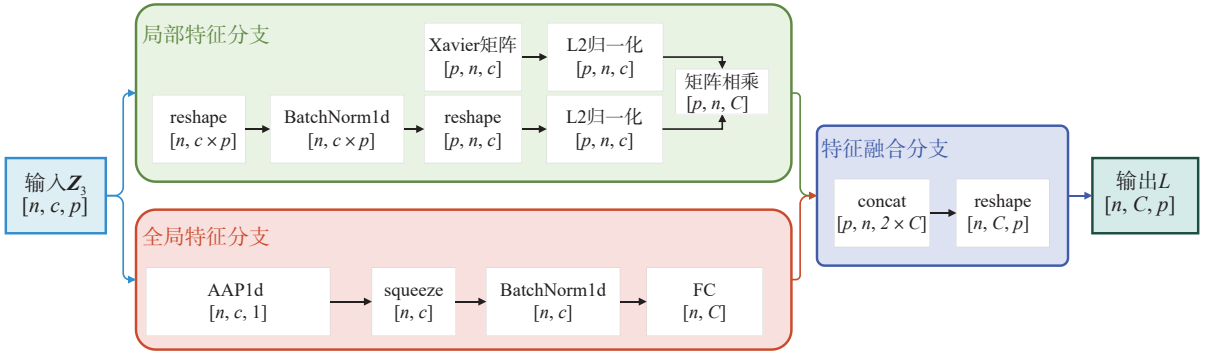 输入Z₃
[n, c, p]
局部特征分支
Xavier矩阵
[p, n, c]
L2归一化
[p, n, c]
reshape
[n, c × p]
BatchNorm1d
[n, c × p]
reshape
[p, n, c]
L2归一化
[p, n, c]
矩阵相乘
[p, n, C]
全局特征分支
AAP1d
[n, c, 1]
squeeze
[n, c]
BatchNorm1d
[n, c]
FC
[n, C]
特征融合分支
concat
[p, n, 2 × C]
reshape
[n, C, p]
输出L
[n, C, p]